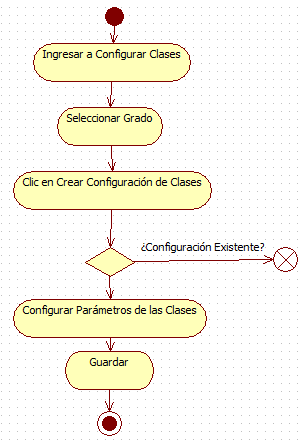 Ingresar a Configurar Clases
Seleccionar Grado
Clic en Crear Configuración de Clases
¿Configuración Existente?
Configurar Parámetros de las Clases
Guardar